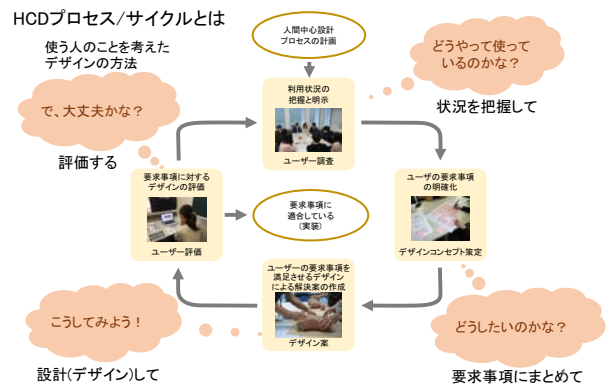 HCDプロセス/サイクルとは
使う人のことを考えた
デザインの方法
人間中心設計
プロセスの計画
どうやって使って
いるのかな？
状況を把握して
利用状況の
把握と明示
ユーザー調査
で、大丈夫かな？
評価する
要求事項に対する
デザインの評価
ユーザー評価
要求事項に
適合している
(実装)
ユーザの要求事項
の明確化
デザインコンセプト策定
ユーザーの要求事項を
満足させるデザイン
による解決案の作成
デザイン案
こうしてみよう！
設計(デザイン)して
どうしたいのかな？
要求事項にまとめて